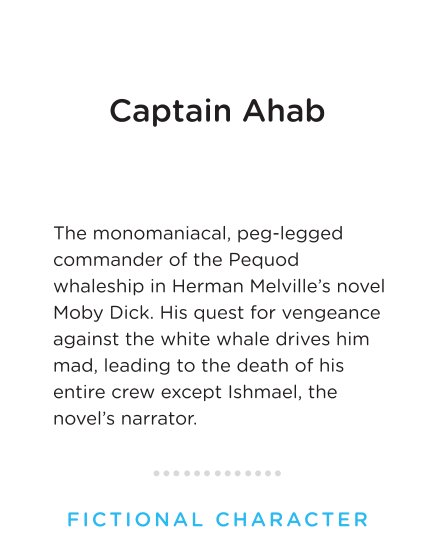 Captain Ahab
The monomaniacal, peg-legged
commander of the Pequod
whaleship in Herman Melville’s novel
Moby Dick. His quest for vengeance
against the white whale drives him
mad, leading to the death of his
entire crew except Ishmael, the
novel’s narrator.
FICTIONAL CHARACTER